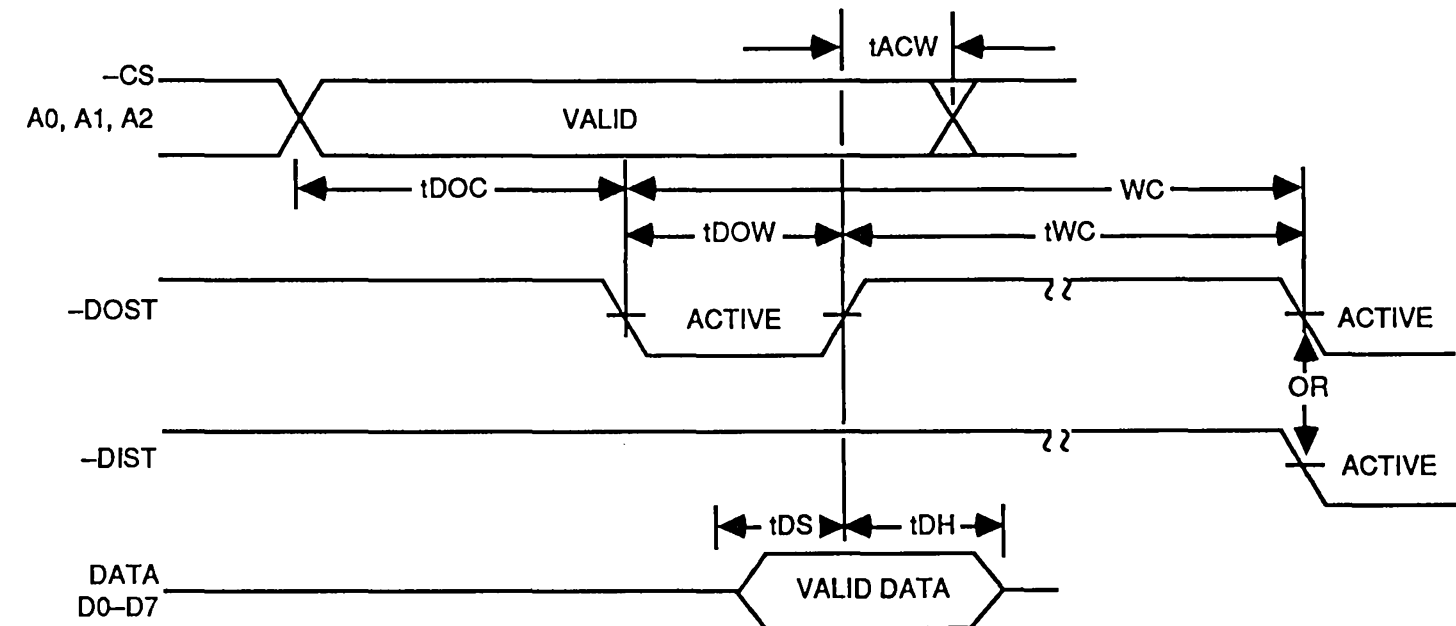 tACW
–CS
A0, A1, A2
VALID
tDOC
WC
tDOW
tWC
–DOST
ACTIVE
ACTIVE
OR
–DIST
ACTIVE
tDS
tDH
DATA
D0–D7
VALID DATA